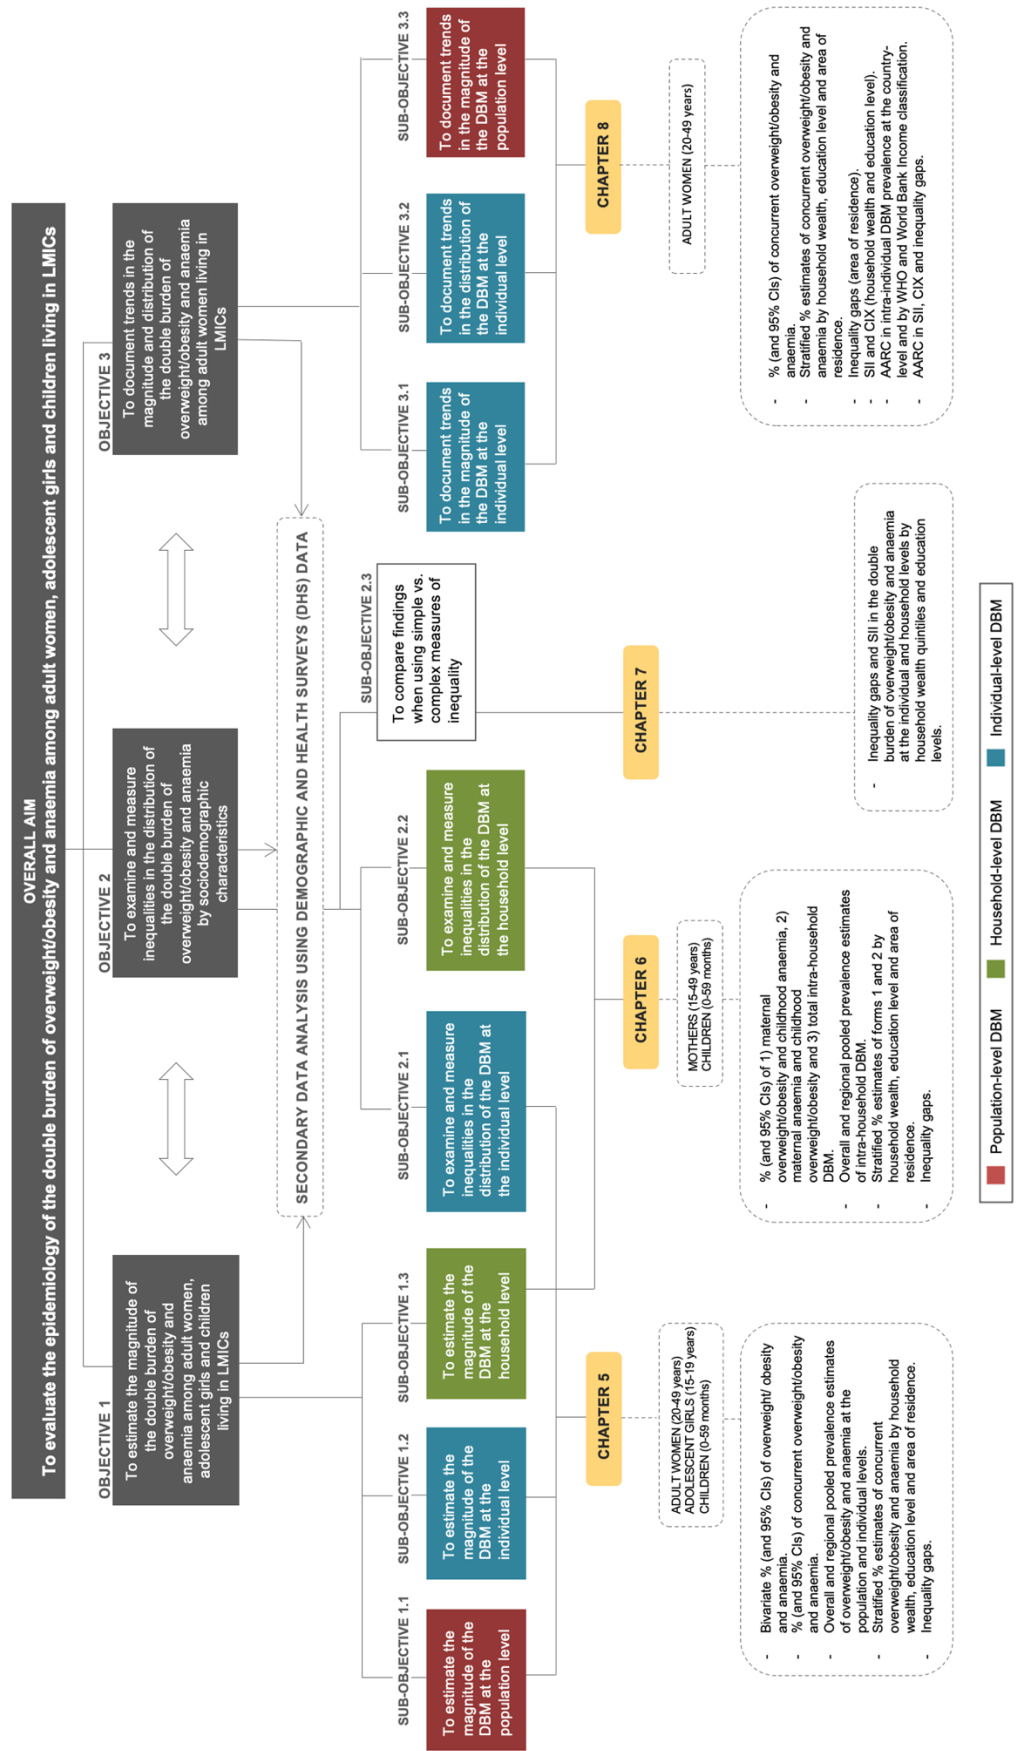 OVERALL AIM
To evaluate the epidemiology of the double burden of overweight/obesity and anaemia among adult women, adolescent girls and children living in LMICs
OBJECTIVE 1
To estimate the magnitude of
the double burden of
overweight/obesity and
anaemia among adult women,
adolescent girls and children
living in LMICs
OBJECTIVE 2
To examine and measure
inequalities in the distribution of
the double burden of
overweight/obesity and anaemia
by sociodemographic
characteristics
OBJECTIVE 3
To document trends in the
magnitude and distribution of
the double burden of
overweight/obesity and anaemia
among adult women living in
LMICs
SECONDARY DATA ANALYSIS USING DEMOGRAPHIC AND HEALTH SURVEYS (DHS) DATA
SUB-OBJECTIVE 1.1
To estimate the
magnitude of the
DBM at the
population level
SUB-OBJECTIVE 1.2
To estimate the
magnitude of the
DBM at the
individual level
SUB-OBJECTIVE 1.3
To estimate the
magnitude of the
DBM at the
household level
SUB-OBJECTIVE 2.1
To examine and measure
inequalities in the
distribution of the DBM at
the individual level
SUB-OBJECTIVE 2.2
To examine and measure
inequalities in the
distribution of the DBM at
the household level
SUB-OBJECTIVE 2.3
To compare findings
when using simple vs.
complex measures of
inequality
SUB-OBJECTIVE 3.1
To document trends
in the magnitude of
the DBM at the
individual level
SUB-OBJECTIVE 3.2
To document trends
in the distribution of
the DBM at the
individual level
SUB-OBJECTIVE 3.3
To document trends
in the magnitude of
the DBM at the
population level
CHAPTER 5
ADULT WOMEN (20-49 years)
ADOLESCENT GIRLS (15-19 years)
CHILDREN (0-59 months)
- Bivariate % (and 95% CIs) of overweight/ obesity
and anaemia.
- % (and 95% CIs) of concurrent overweight/obesity
and anaemia.
- Overall and regional pooled prevalence estimates
of overweight/obesity and anaemia at the
population and individual levels.
- Stratified % estimates of concurrent
overweight/obesity and anaemia by household
wealth, education level and area of residence.
- Inequality gaps.
CHAPTER 6
MOTHERS (15-49 years)
CHILDREN (0-59 months)
- % (and 95% CIs) of 1) maternal
overweight/obesity and childhood anaemia, 2)
maternal anaemia and childhood
overweight/obesity and 3) total intra-household
DBM.
- Overall and regional pooled prevalence estimates
of intra-household DBM.
- Stratified % estimates of forms 1 and 2 by
household wealth, education level and area of
residence.
- Inequality gaps.
CHAPTER 7
- Inequality gaps and SII in the double
burden of overweight/obesity and anaemia
at the individual and household levels by
household wealth quintiles and education
levels.
CHAPTER 8
ADULT WOMEN (20-49 years)
- % (and 95% CIs) of concurrent overweight/obesity and
anaemia.
- Stratified % estimates of concurrent overweight/obesity and
anaemia by household wealth, education level and area of
residence.
- Inequality gaps (area of residence).
- SII and CIX (household wealth and education level).
- AARC in intra-individual DBM prevalence at the country-
level and by WHO and World Bank Income classification.
- AARC in SII, CIX and inequality gaps.
Population-level DBM
Household-level DBM
Individual-level DBM